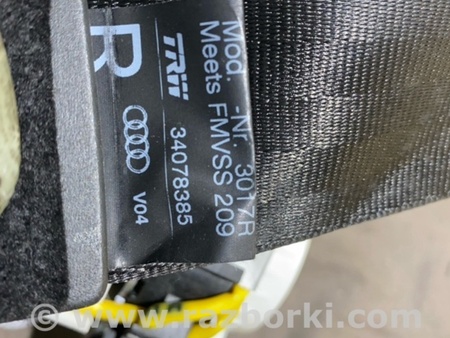 Mod. -Nr. 3017R
Meets FMVSS 209
TRW 34078385
R V04
© www.razborki.com